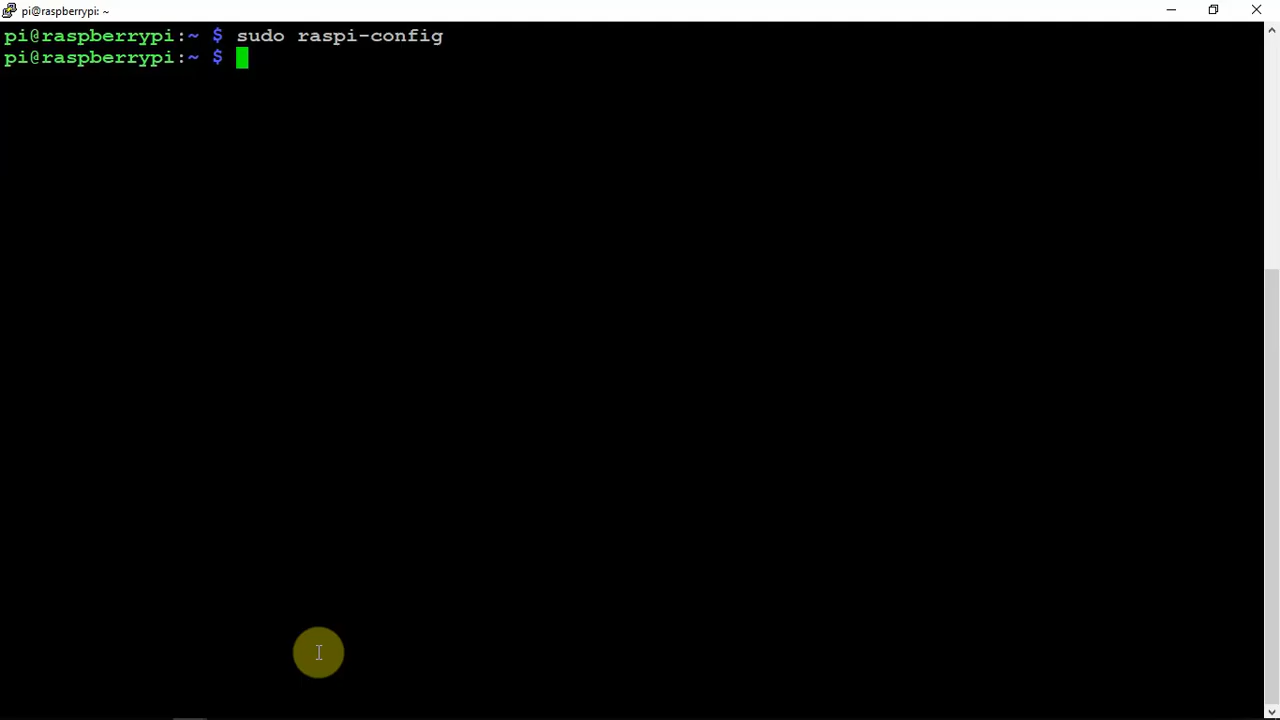 pi@raspberrypi: ~
pi@raspberrypi:~ $ sudo raspi-config
pi@raspberrypi:~ $